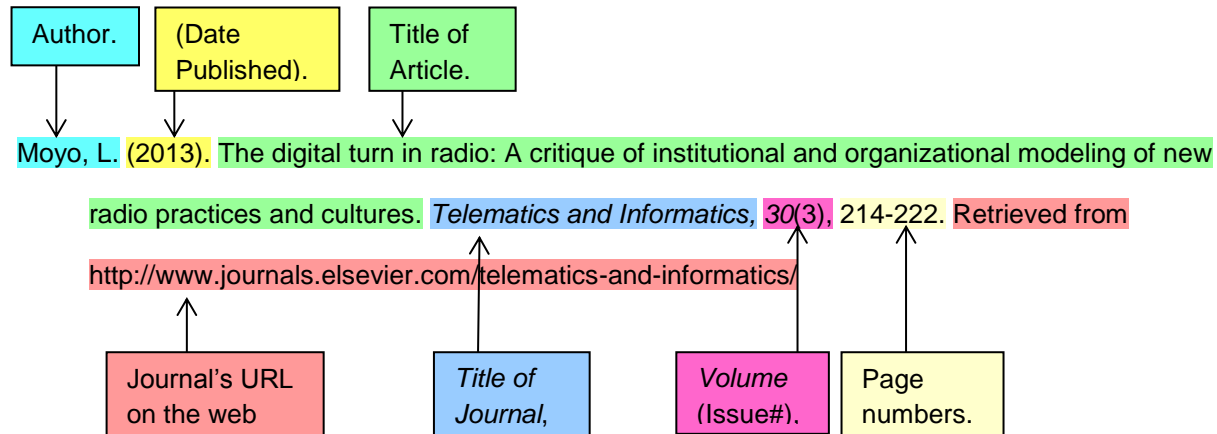 Author.
(Date
Published).
Title of
Article.
Moyo, L. (2013). The digital turn in radio: A critique of institutional and organizational modeling of new
radio practices and cultures. Telematics and Informatics, 30(3), 214-222. Retrieved from
http://www.journals.elsevier.com/telematics-and-informatics/
Journal's URL
on the web
Title of
Journal,
Volume
(Issue#),
Page
numbers.